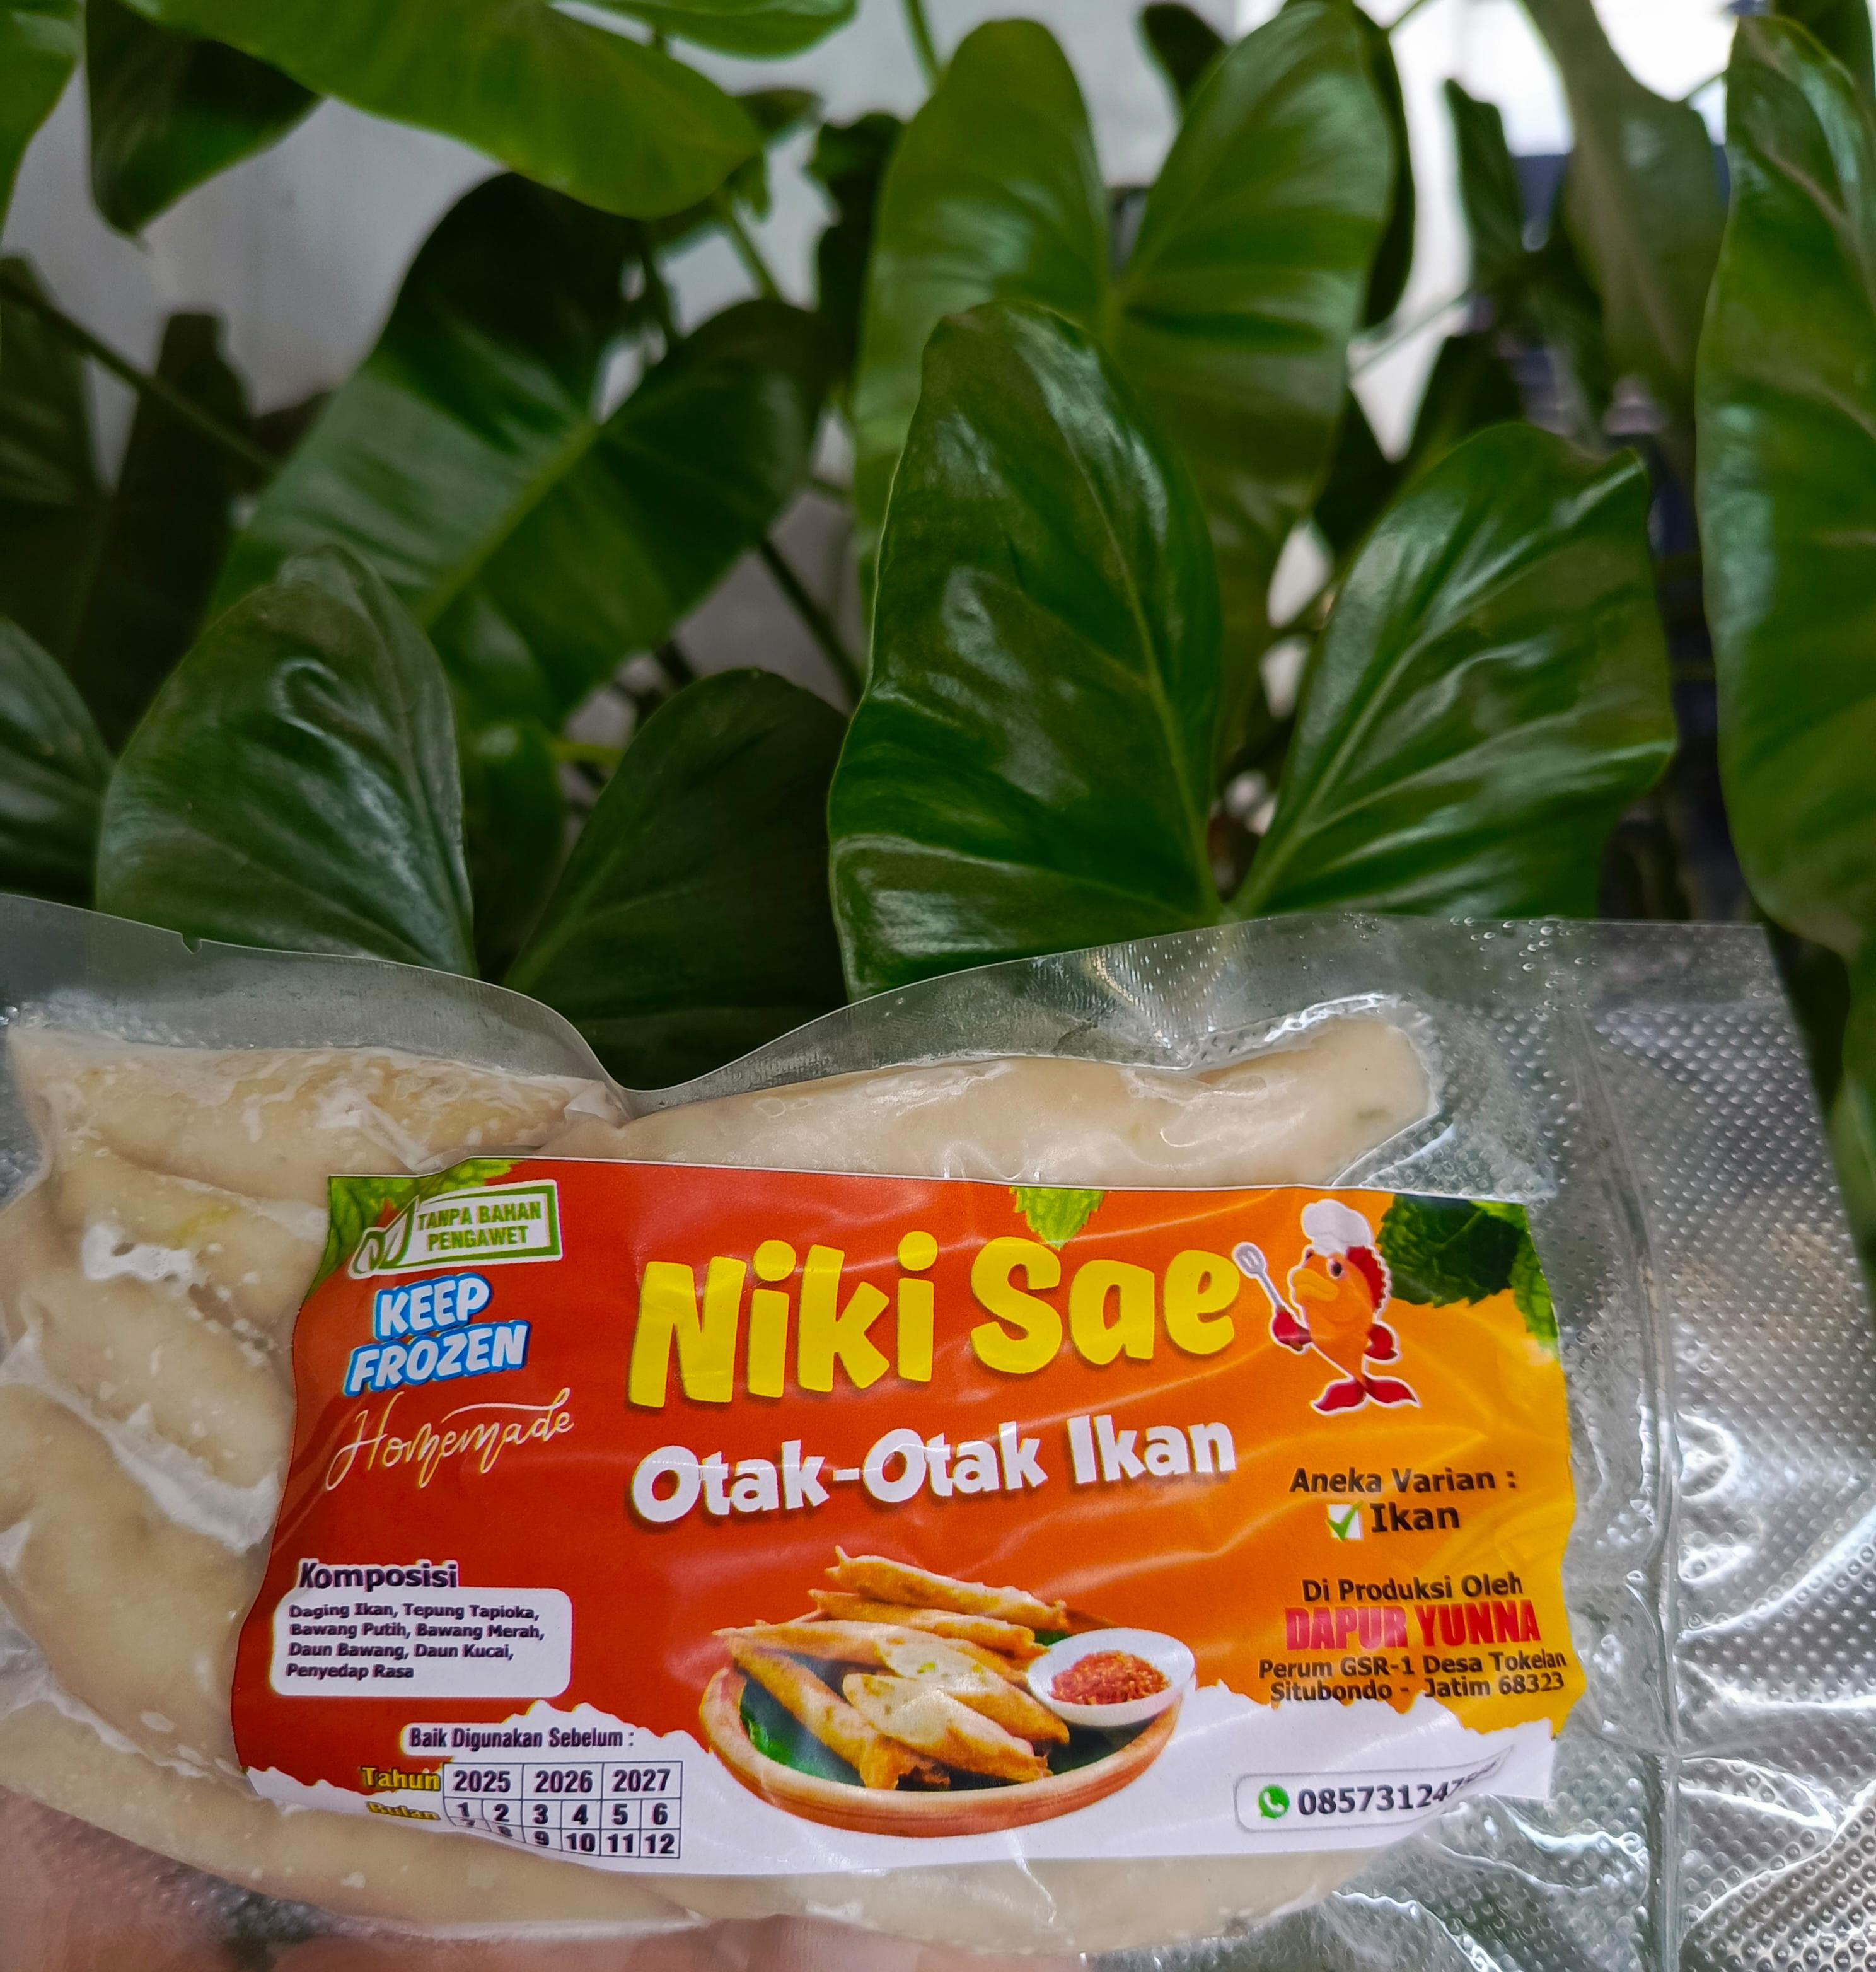 TANPA BAHAN
PENGAWET
KEEP
FROZEN
Homemade
Niki Sae
Otak-Otak Ikan
Aneka Varian :
Ikan
Komposisi
Daging Ikan, Tepung Tapioka,
Bawang Putih, Bawang Merah,
Daun Bawang, Daun Kucai,
Penyedap Rasa
Di Produksi Oleh
DAPUR YUNNA
Perum GSR-1 Desa Tokelan
Situbondo - Jatim 68323
Baik Digunakan Sebelum :
Tahun 2025 2026 2027
Bulan 1 2 3 4 5 6
7 8 9 10 11 12